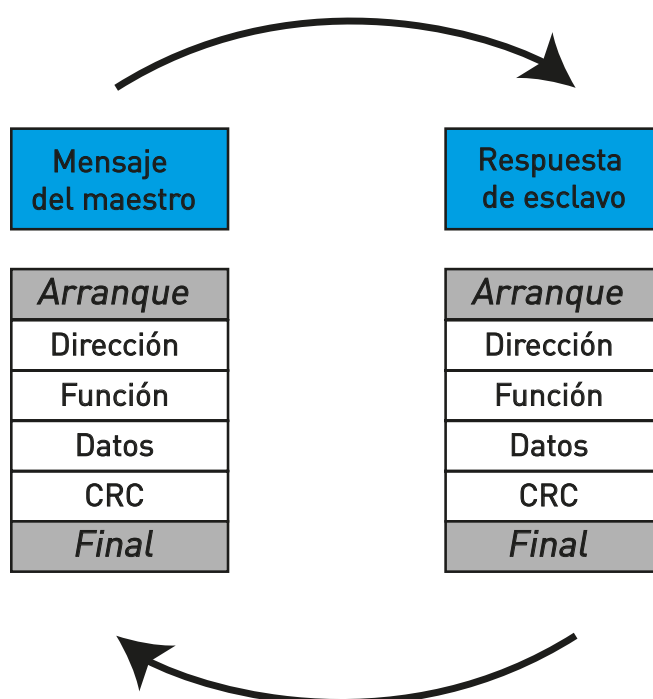 Mensaje
del maestro
Arranque
Dirección
Función
Datos
CRC
Final
Respuesta
de esclavo
Arranque
Dirección
Función
Datos
CRC
Final